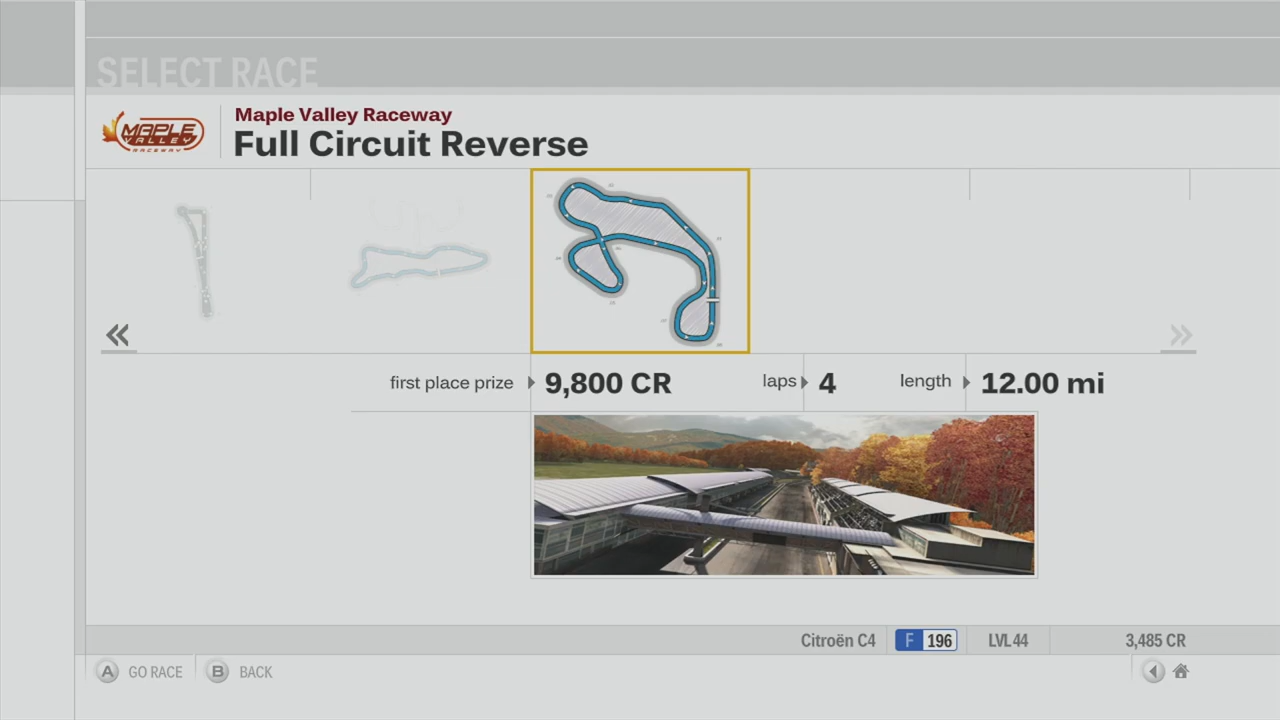 SELECT RACE
MAPLE
VALLEY
RACEWAY
Maple Valley Raceway
Full Circuit Reverse
first place prize 9,800 CR laps 4 length 12.00 mi
Citroën C4 F 196 LVL 44 3,485 CR
A GO RACE B BACK